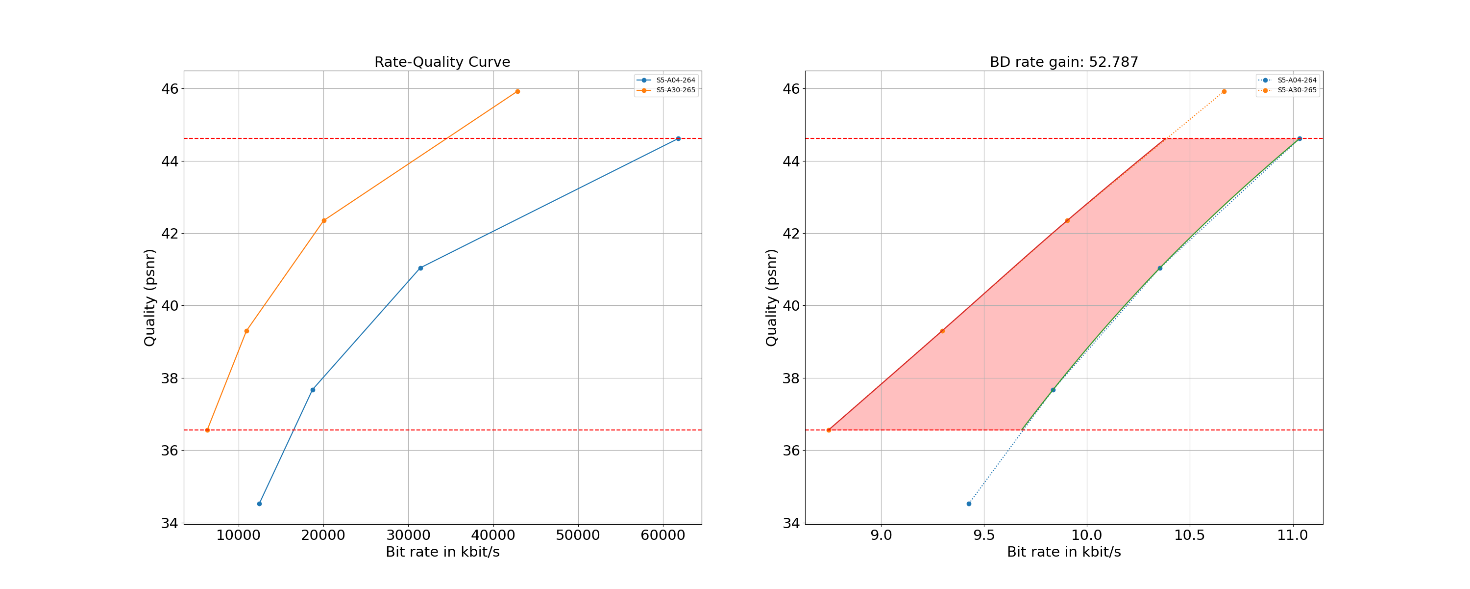 Rate-Quality Curve
S5-A04-264
S5-A30-265
46
44
42
40
38
36
34
Quality (psnr)
10000 20000 30000 40000 50000 60000
Bit rate in kbit/s
BD rate gain: 52.787
S5-A04-264
S5-A30-265
46
44
42
40
38
36
34
Quality (psnr)
9.0 9.5 10.0 10.5 11.0
Bit rate in kbit/s